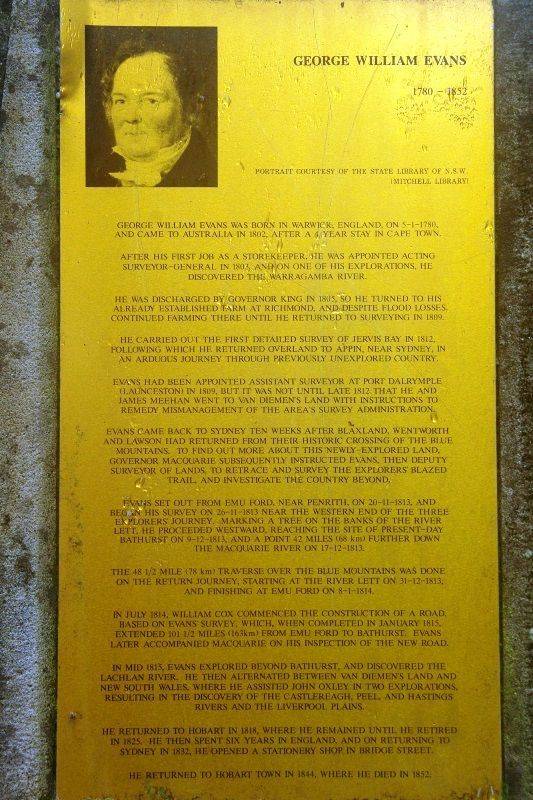 GEORGE WILLIAM EVANS
1780 - 1852
PORTRAIT COURTESY OF THE STATE LIBRARY OF N.S.W.
(MITCHELL LIBRARY)
GEORGE WILLIAM EVANS WAS BORN IN WARWICK, ENGLAND, ON 5-1-1780,
AND CAME TO AUSTRALIA IN 1802, AFTER A 4 YEAR STAY IN CAPE TOWN.
AFTER HIS FIRST JOB AS A STOREKEEPER, HE WAS APPOINTED ACTING
SURVEYOR-GENERAL IN 1803, AND ON ONE OF HIS EXPLORATIONS, HE
DISCOVERED THE WARRAGAMBA RIVER.
HE WAS DISCHARGED BY GOVERNOR KING IN 1805, SO HE TURNED TO HIS
ALREADY ESTABLISHED FARM AT RICHMOND, AND DESPITE FLOOD LOSSES,
CONTINUED FARMING THERE UNTIL HE RETURNED TO SURVEYING IN 1809.
HE CARRIED OUT THE FIRST DETAILED SURVEY OF JERVIS BAY IN 1812,
FOLLOWING WHICH HE RETURNED OVERLAND TO APPIN, NEAR SYDNEY, IN
AN ARDUOUS JOURNEY THROUGH PREVIOUSLY UNEXPLORED COUNTRY.
EVANS HAD BEEN APPOINTED ASSISTANT SURVEYOR AT PORT DALRYMPLE
(LAUNCESTON) IN 1809, BUT IT WAS NOT UNTIL LATE 1812 THAT HE AND
JAMES MEEHAN WENT TO VAN DIEMEN'S LAND WITH INSTRUCTIONS TO
REMEDY MISMANAGEMENT OF THE AREA'S SURVEY ADMINISTRATION.
EVANS CAME BACK TO SYDNEY TEN WEEKS AFTER BLAXLAND, WENTWORTH
AND LAWSON HAD RETURNED FROM THEIR HISTORIC CROSSING OF THE BLUE
MOUNTAINS. TO FIND OUT MORE ABOUT THIS NEWLY-EXPLORED LAND,
GOVERNOR MACQUARIE SUBSEQUENTLY INSTRUCTED EVANS, THEN DEPUTY
SURVEYOR OF LANDS, TO RETRACE AND SURVEY THE EXPLORERS' BLAZED
TRAIL, AND INVESTIGATE THE COUNTRY BEYOND.
EVANS SET OUT FROM EMU FORD, NEAR PENRITH, ON 20-11-1813, AND
BEGAN HIS SURVEY ON 26-11-1813 NEAR THE WESTERN END OF THE THREE
EXPLORERS' JOURNEY. MARKING A TREE ON THE BANKS OF THE RIVER
LETT, HE PROCEEDED WESTWARD, REACHING THE SITE OF PRESENT-DAY
BATHURST ON 9-12-1813, AND A POINT 42 MILES (68 km) FURTHER DOWN
THE MACQUARIE RIVER ON 17-12-1813.
THE 48 1/2 MILE (78 km) TRAVERSE OVER THE BLUE MOUNTAINS WAS DONE
ON THE RETURN JOURNEY, STARTING AT THE RIVER LETT ON 31-12-1813,
AND FINISHING AT EMU FORD ON 8-1-1814.
IN JULY 1814, WILLIAM COX COMMENCED THE CONSTRUCTION OF A ROAD,
BASED ON EVANS' SURVEY, WHICH, WHEN COMPLETED IN JANUARY 1815,
EXTENDED 101 1/2 MILES (163km) FROM EMU FORD TO BATHURST. EVANS
LATER ACCOMPANIED MACQUARIE ON HIS INSPECTION OF THE NEW ROAD.
IN MID 1815, EVANS EXPLORED BEYOND BATHURST, AND DISCOVERED THE
LACHLAN RIVER. HE THEN ALTERNATED BETWEEN VAN DIEMEN'S LAND AND
NEW SOUTH WALES, WHERE HE ASSISTED JOHN OXLEY IN TWO EXPLORATIONS,
RESULTING IN THE DISCOVERY OF THE CASTLEREAGH, PEEL, AND HASTINGS
RIVERS AND THE LIVERPOOL PLAINS.
HE RETURNED TO HOBART IN 1818, WHERE HE REMAINED UNTIL HE RETIRED
IN 1825. HE THEN SPENT SIX YEARS IN ENGLAND, AND ON RETURNING TO
SYDNEY IN 1832, HE OPENED A STATIONERY SHOP IN BRIDGE STREET.
HE RETURNED TO HOBART TOWN IN 1844, WHERE HE DIED IN 1852.